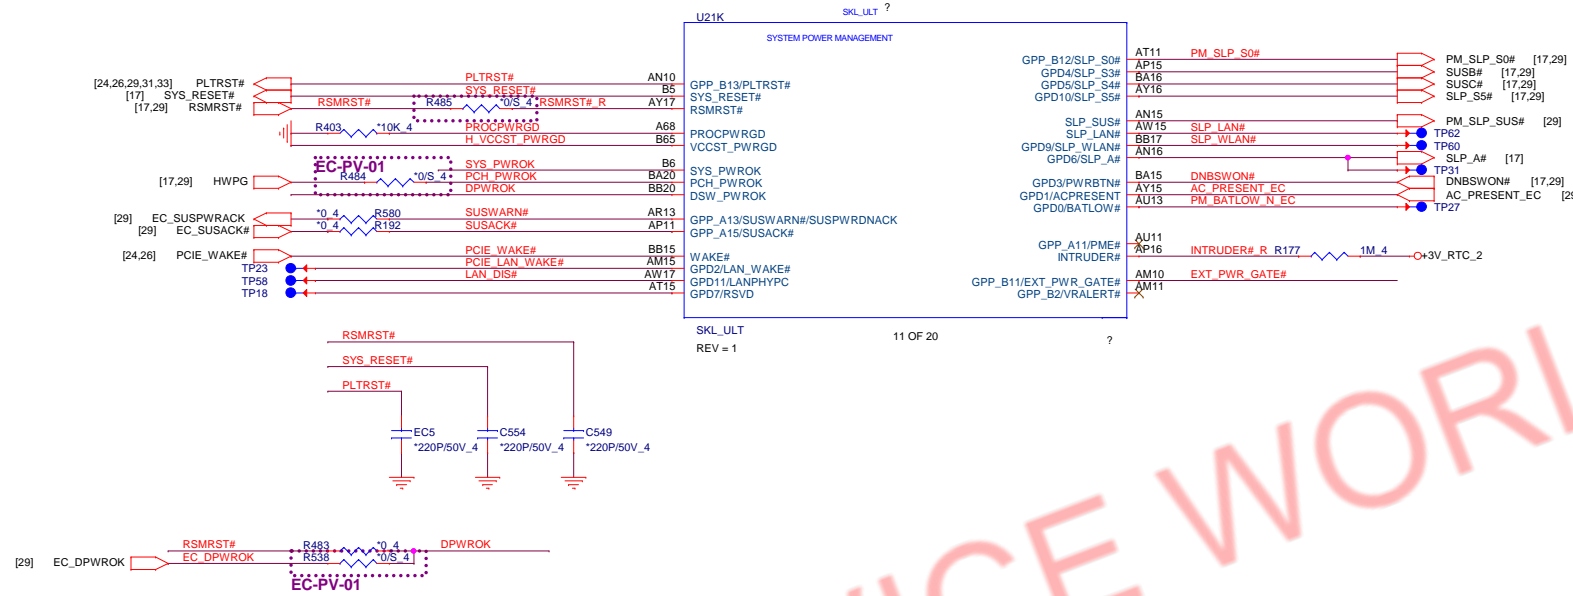 U21K
SKL_ULT ?
SYSTEM POWER MANAGEMENT
[24,26,29,31,33] PLTRST# PLTRST# AN10 GPP_B13/PLTRST#
[17] SYS_RESET# SYS_RESET# B5 SYS_RESET#
[17,29] RSMRST# RSMRST# R485 *0/S_4 RSMRST#_R AY17 RSMRST#
R403 *10K_4 PROCPWRGD A68 PROCPWRGD
H_VCCST_PWRGD B65 VCCST_PWRGD
EC-PV-01
SYS_PWROK B6 SYS_PWROK
[17,29] HWPG R484 *0/S_4 PCH_PWROK BA20 PCH_PWROK
DPWROK BB20 DSW_PWROK
[29] EC_SUSPWRACK *0_4 R580 SUSWARN# AR13 GPP_A13/SUSWARN#/SUSPWRDNACK
[29] EC_SUSACK# *0_4 R192 SUSACK# AP11 GPP_A15/SUSACK#
[24,26] PCIE_WAKE# PCIE_WAKE# BB15 WAKE#
TP23 PCIE_LAN_WAKE# AM15 GPD2/LAN_WAKE#
TP58 LAN_DIS# AW17 GPD11/LANPHYPC
TP18 AT15 GPD7/RSVD
GPP_B12/SLP_S0# AT11 PM_SLP_S0# PM_SLP_S0# [17,29]
GPD4/SLP_S3# AP15 SUSB# [17,29]
GPD5/SLP_S4# BA16 SUSC# [17,29]
GPD10/SLP_S5# AY16 SLP_S5# [17,29]
SLP_SUS# AN15 PM_SLP_SUS# [29]
SLP_LAN# AW15 SLP_LAN# TP62
GPD9/SLP_WLAN# BB17 SLP_WLAN# TP60
GPD6/SLP_A# AN16 SLP_A# [17]
TP31
GPD3/PWRBTN# BA15 DNBSWON# DNBSWON# [17,29]
GPD1/ACPRESENT AY15 AC_PRESENT_EC AC_PRESENT_EC [29
GPD0/BATLOW# AU13 PM_BATLOW_N_EC TP27
GPP_A11/PME# AU11
INTRUDER# AP16 INTRUDER#_R R177 1M_4 +3V_RTC_2
GPP_B11/EXT_PWR_GATE# AM10 EXT_PWR_GATE#
GPP_B2/VRALERT# AM11
SKL_ULT
REV = 1
11 OF 20
?
RSMRST#
SYS_RESET#
PLTRST#
EC5 C554 C549
*220P/50V_4 *220P/50V_4 *220P/50V_4
RSMRST# R483 *0_4 DPWROK
[29] EC_DPWROK EC_DPWROK R538 *0/S_4
EC-PV-01